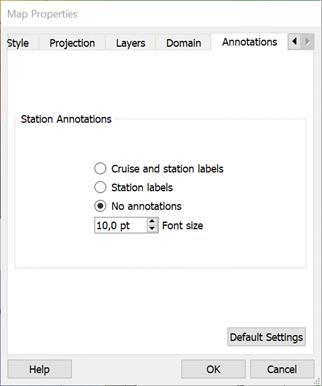 Map Properties
Style Projection Layers Domain Annotations
Station Annotations
Cruise and station labels
Station labels
No annotations
10,0 pt Font size
Default Settings
Help OK Cancel